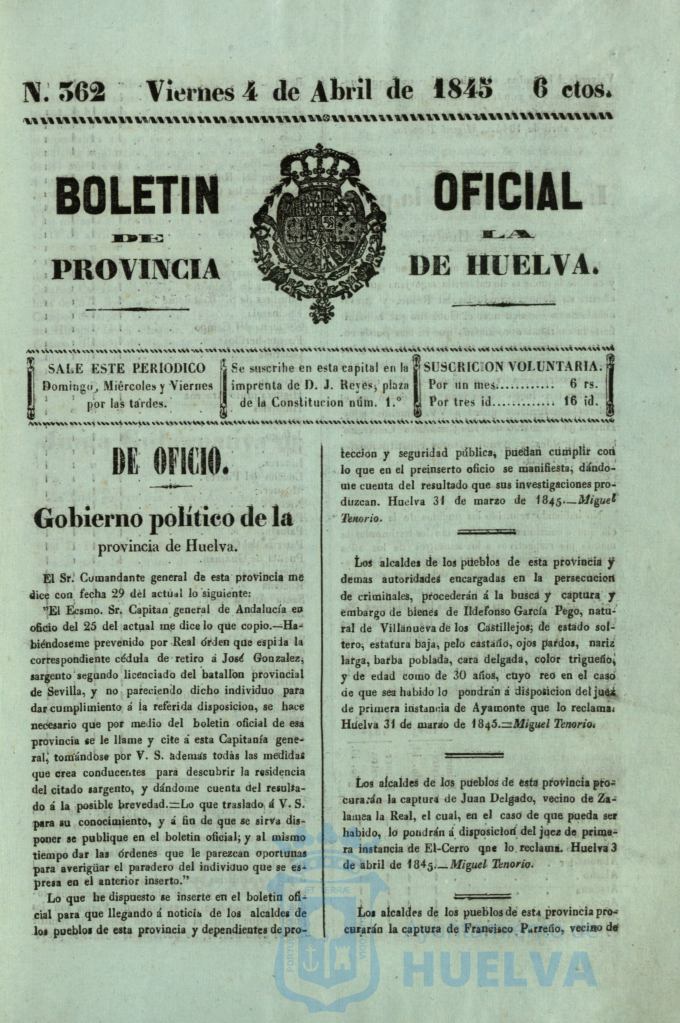 N. 362 Viernes 4 de Abril de 1845 6 ctos.
BOLETIN OFICIAL
DE LA
PROVINCIA DE HUELVA.
SALE ESTE PERIODICO
Domingo, Miércoles y Viernes
por las tardes.
Se suscribe en esta capital en la
imprenta de D. J. Reyes, plaza
de la Constitucion núm. 1.º
SUSCRICION VOLUNTARIA.
Por un mes............ 6 rs.
Por tres id............. 16 id.
DE OFICIO.
Gobierno político de la
provincia de Huelva.
El Sr. Comandante general de esta provincia me
dice con fecha 29 del actual lo siguiente:
"El Ecsmo. Sr. Capitan general de Andalucía en
oficio del 25 del actual me dice lo que copio.—Ha-
biéndoseme prevenido por Real órden que espida la
correspondiente cédula de retiro á José Gonzalez,
sargento segundo licenciado del batallon provincial
de Sevilla, y no pareciendo dicho individuo para
dar cumplimiento á la referida disposicion, se hace
necesario que por medio del boletin oficial de esa
provincia se le llame y cite á esta Capitanía gene-
ral, tomándose por V. S. ademas todas las medidas
que crea conducentes para descubrir la residencia
del citado sargento, y dándome cuenta del resulta-
do á la posible brevedad.=Lo que traslado á V. S.
para su conocimiento, y á fin de que se sirva dis-
poner se publique en el boletin oficial; y al mismo
tiempo dar las órdenes que le parezcan oportunas
para averigüar el paradero del individuo que se es-
presa en el anterior inserto."
Lo que he dispuesto se inserte en el boletin ofi-
cial para que llegando á noticia de los alcaldes de
los pueblos de esta provincia y dependientes de pro-
teccion y seguridad pública, puedan cumplir con
lo que en el preinserto oficio se manifiesta, dándo-
me cuenta del resultado que sus investigaciones pro-
duzcan. Huelva 31 de marzo de 1845.—Miguel
Tenorio.
Los alcaldes de los pueblos de esta provincia y
demas autoridades encargadas en la persecucion
de criminales, procederán á la busca y captura y
embargo de bienes de Ildefonso García Pego, natu-
ral de Villanueva de los Castillejos; de estado sol-
tero, estatura baja, pelo castaño, ojos pardos, nariz
larga, barba poblada, cara delgada, color trigueño,
y de edad como de 30 años, cuyo reo en el caso
de que sea habido lo pondrán á disposicion del juez
de primera instancia de Ayamonte que lo reclama.
Huelva 31 de marzo de 1845.=Miguel Tenorio.
Los alcaldes de los pueblos de esta provincia pro-
curarán la captura de Juan Delgado, vecino de Za-
lamea la Real, el cual, en el caso de que pueda ser
habido, lo pondrán á disposicion del juez de prime-
ra instancia de El-Cerro que lo reclama. Huelva 3
de abril de 1845.—Miguel Tenorio.
Los alcaldes de los pueblos de esta provincia pro-
curarán la captura de Francisco Parreño, vecino de
HUELVA